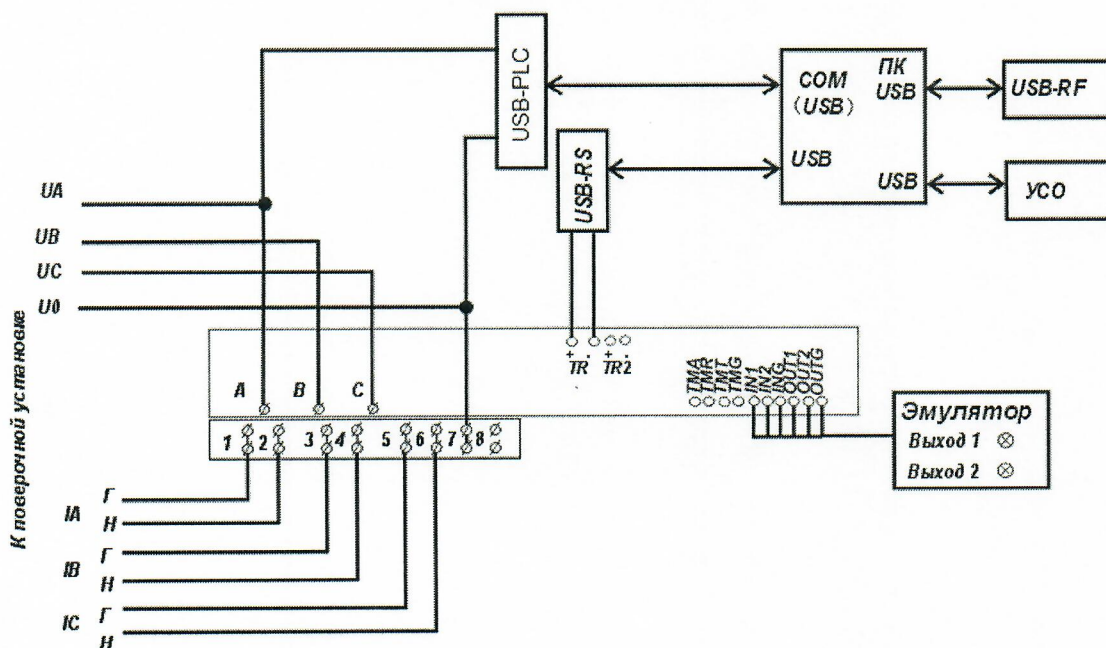 USB-PLC
COM
(USB)
ПК
USB
USB-RF
USB
USB
УСО
USB-RS
UA
UB
UC
U0
К поверочной установке
+ TR -
+ TR2 -
TMA
TMR
TMT
TMG
IN1
IN2
ING
OUT1
OUT2
OUTG
A B C
1 2 3 4 5 6 7 8
Эмулятор
Выход 1
Выход 2
IA Г
Н
IB Г
Н
IC Г
Н